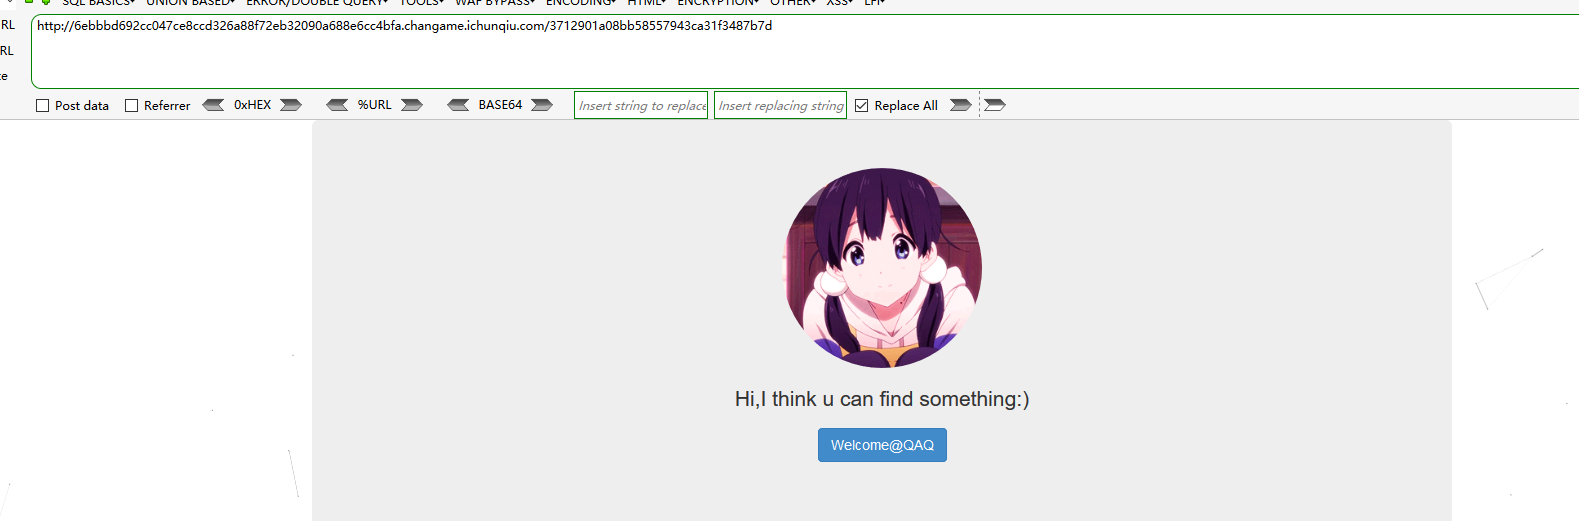 SQL BASICS UNION BASED ERROR/DOUBLE QUERY TOOLS WAF BYPASS ENCODING HTML ENCRYPTION OTHER XSS LFI
RL http://6ebbbd692cc047ce8ccd326a88f72eb32090a688e6cc4bfa.changame.ichunqiu.com/3712901a08bb58557943ca31f3487b7d
RL
te
Post data Referrer 0xHEX %URL BASE64 Insert string to replace Insert replacing string Replace All
Hi,I think u can find something:)
Welcome@QAQ